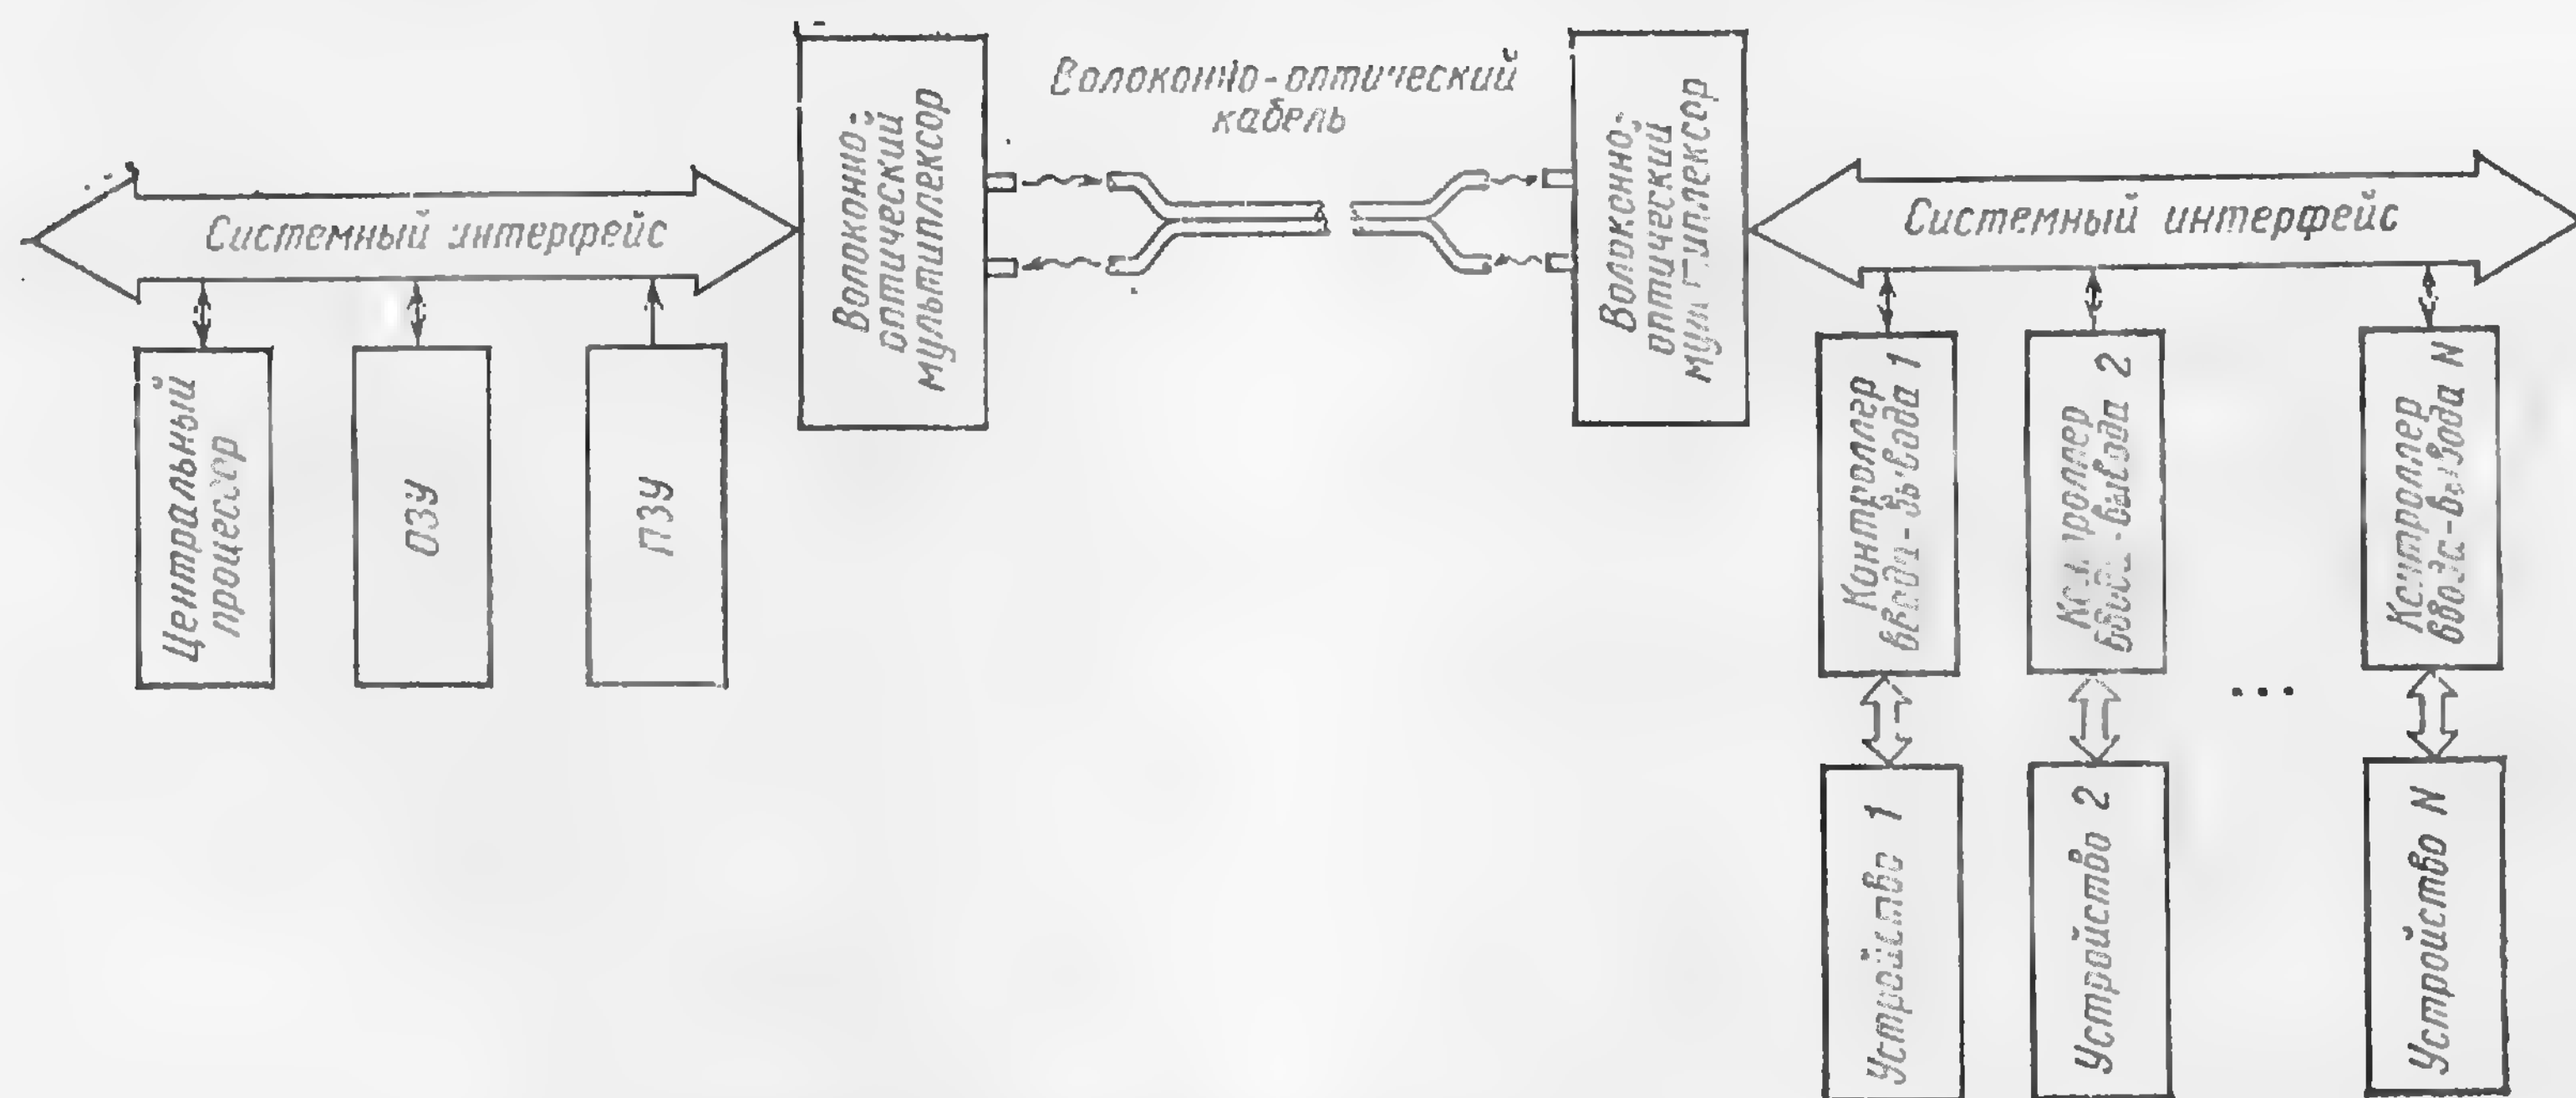 Волоконно-оптический
кабель
Системный интерфейс
Волоконно-
оптический
мультиплексор
Волоконно-
оптический
мультиплексор
Системный интерфейс
Центральный
процессор
ОЗУ
ПЗУ
Контроллер
ввода-вывода 1
Контроллер
ввода-вывода 2
Контроллер
ввода-вывода N
...
Устройство 1
Устройство 2
Устройство N